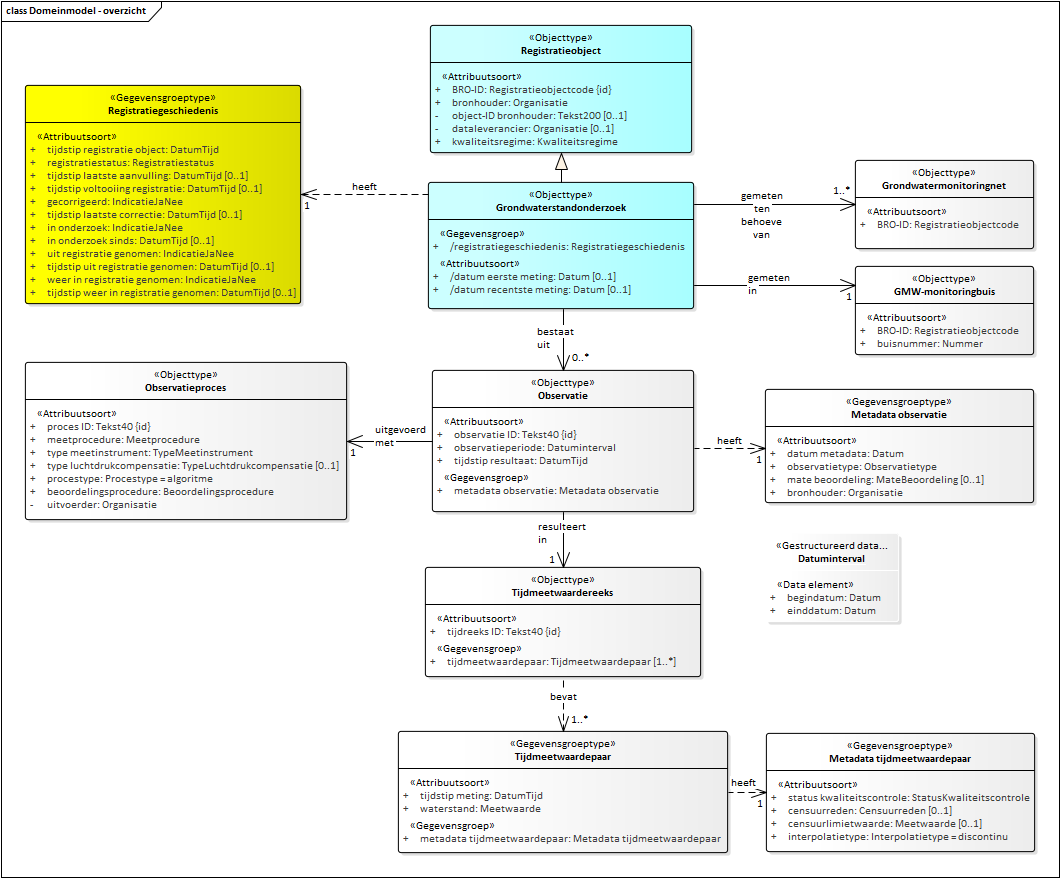 class Domeinmodel - overzicht
«Objecttype»
Registratieobject
«Attribuutsoort»
+ BRO-ID: Registratieobjectcode {id}
+ bronhouder: Organisatie
- object-ID bronhouder: Tekst200 [0..1]
- dataleverancier: Organisatie [0..1]
+ kwaliteitsregime: Kwaliteitsregime
«Gegevensgroeptype»
Registratiegeschiedenis
«Attribuutsoort»
+ tijdstip registratie object: DatumTijd
+ registratiestatus: Registratiestatus
+ tijdstip laatste aanvulling: DatumTijd [0..1]
+ tijdstip voltooiing registratie: DatumTijd [0..1]
+ gecorrigeerd: IndicatieJaNee
+ tijdstip laatste correctie: DatumTijd [0..1]
+ in onderzoek: IndicatieJaNee
+ in onderzoek sinds: DatumTijd [0..1]
+ uit registratie genomen: IndicatieJaNee
+ tijdstip uit registratie genomen: DatumTijd [0..1]
+ weer in registratie genomen: IndicatieJaNee
+ tijdstip weer in registratie genomen: DatumTijd [0..1]
heeft
1
«Objecttype»
Grondwaterstandonderzoek
«Gegevensgroep»
+ /registratiegeschiedenis: Registratiegeschiedenis
«Attribuutsoort»
+ /datum eerste meting: Datum [0..1]
+ /datum recentste meting: Datum [0..1]
gemeten
ten
behoeve
van
1..*
«Objecttype»
Grondwatermonitoringnet
«Attribuutsoort»
+ BRO-ID: Registratieobjectcode
gemeten
in
1
«Objecttype»
GMW-monitoringbuis
«Attribuutsoort»
+ BRO-ID: Registratieobjectcode
+ buisnummer: Nummer
bestaat
uit
0..*
«Objecttype»
Observatieproces
«Attribuutsoort»
+ proces ID: Tekst40 {id}
+ meetprocedure: Meetprocedure
+ type meetinstrument: TypeMeetinstrument
+ type luchtdrukcompensatie: TypeLuchtdrukcompensatie [0..1]
+ procestype: Procestype = algoritme
+ beoordelingsprocedure: Beoordelingsprocedure
- uitvoerder: Organisatie
uitgevoerd
met
1
«Objecttype»
Observatie
«Attribuutsoort»
+ observatie ID: Tekst40 {id}
+ observatieperiode: Datuminterval
+ tijdstip resultaat: DatumTijd
«Gegevensgroep»
+ metadata observatie: Metadata observatie
heeft
1
«Gegevensgroeptype»
Metadata observatie
«Attribuutsoort»
+ datum metadata: Datum
+ observatietype: Observatietype
+ mate beoordeling: MateBeoordeling [0..1]
+ bronhouder: Organisatie
resulteert
in
1
«Gestructureerd data...
Datuminterval
«Data element»
+ begindatum: Datum
+ einddatum: Datum
«Objecttype»
Tijdmeetwaardereeks
«Attribuutsoort»
+ tijdreeks ID: Tekst40 {id}
«Gegevensgroep»
+ tijdmeetwaardepaar: Tijdmeetwaardepaar [1..*]
bevat
1..*
«Gegevensgroeptype»
Tijdmeetwaardepaar
«Attribuutsoort»
+ tijdstip meting: DatumTijd
+ waterstand: Meetwaarde
«Gegevensgroep»
+ metadata tijdmeetwaardepaar: Metadata tijdmeetwaardepaar
heeft
1
«Gegevensgroeptype»
Metadata tijdmeetwaardepaar
«Attribuutsoort»
+ status kwaliteitscontrole: StatusKwaliteitscontrole
+ censuurreden: Censuurreden [0..1]
+ censuurlimietwaarde: Meetwaarde [0..1]
+ interpolatietype: Interpolatietype = discontinu